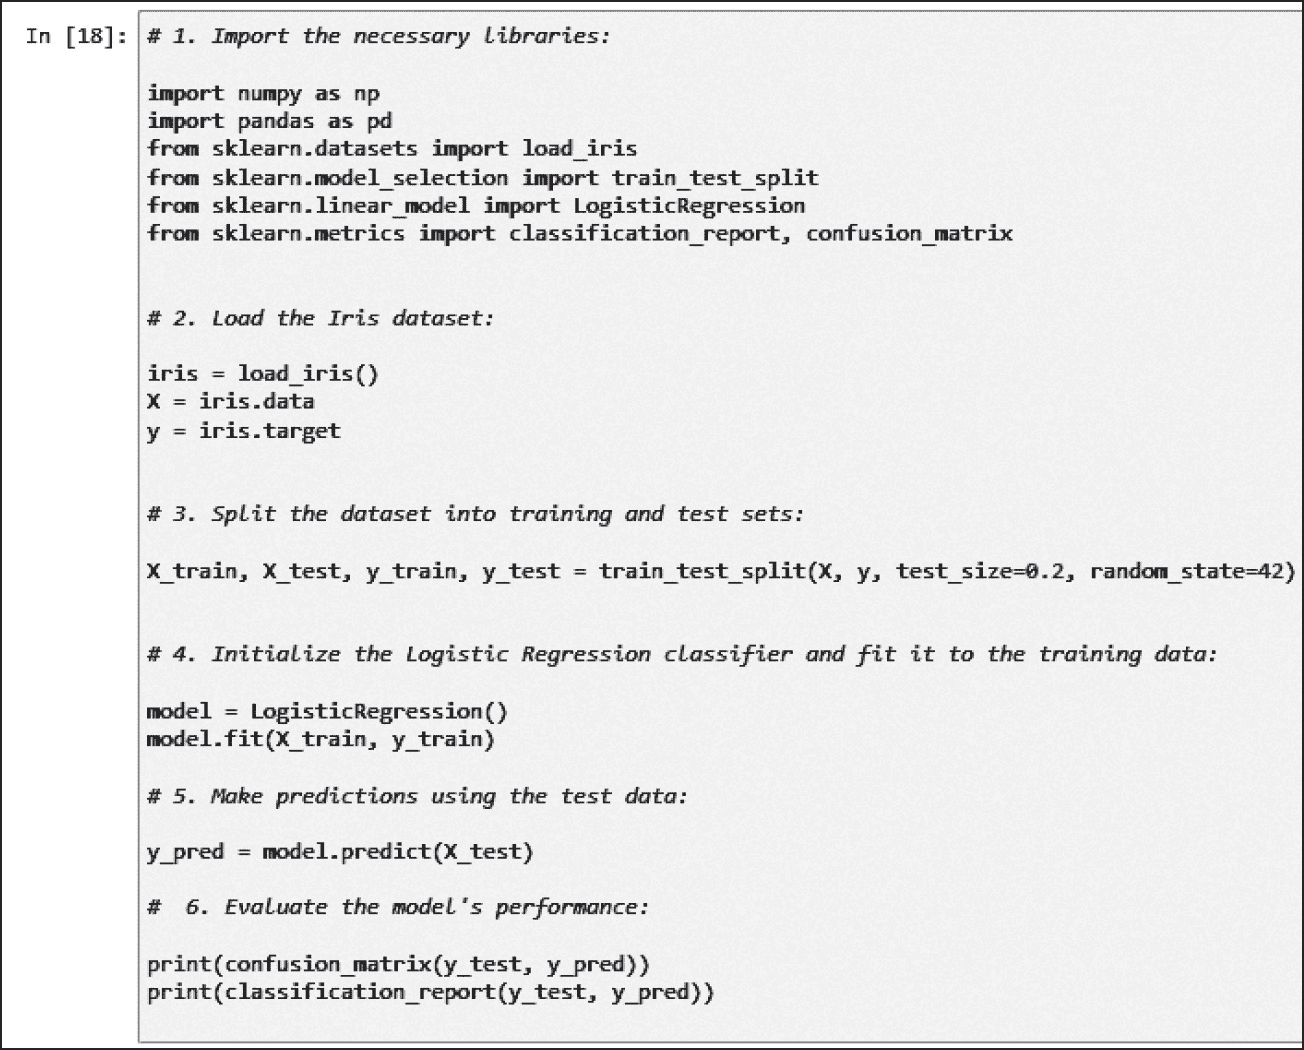 In [18]: # 1. Import the necessary libraries:
import numpy as np
import pandas as pd
from sklearn.datasets import load_iris
from sklearn.model_selection import train_test_split
from sklearn.linear_model import LogisticRegression
from sklearn.metrics import classification_report, confusion_matrix
# 2. Load the Iris dataset:
iris = load_iris()
X = iris.data
y = iris.target
# 3. Split the dataset into training and test sets:
X_train, X_test, y_train, y_test = train_test_split(X, y, test_size=0.2, random_state=42)
# 4. Initialize the Logistic Regression classifier and fit it to the training data:
model = LogisticRegression()
model.fit(X_train, y_train)
# 5. Make predictions using the test data:
y_pred = model.predict(X_test)
#  6. Evaluate the model's performance:
print(confusion_matrix(y_test, y_pred))
print(classification_report(y_test, y_pred))